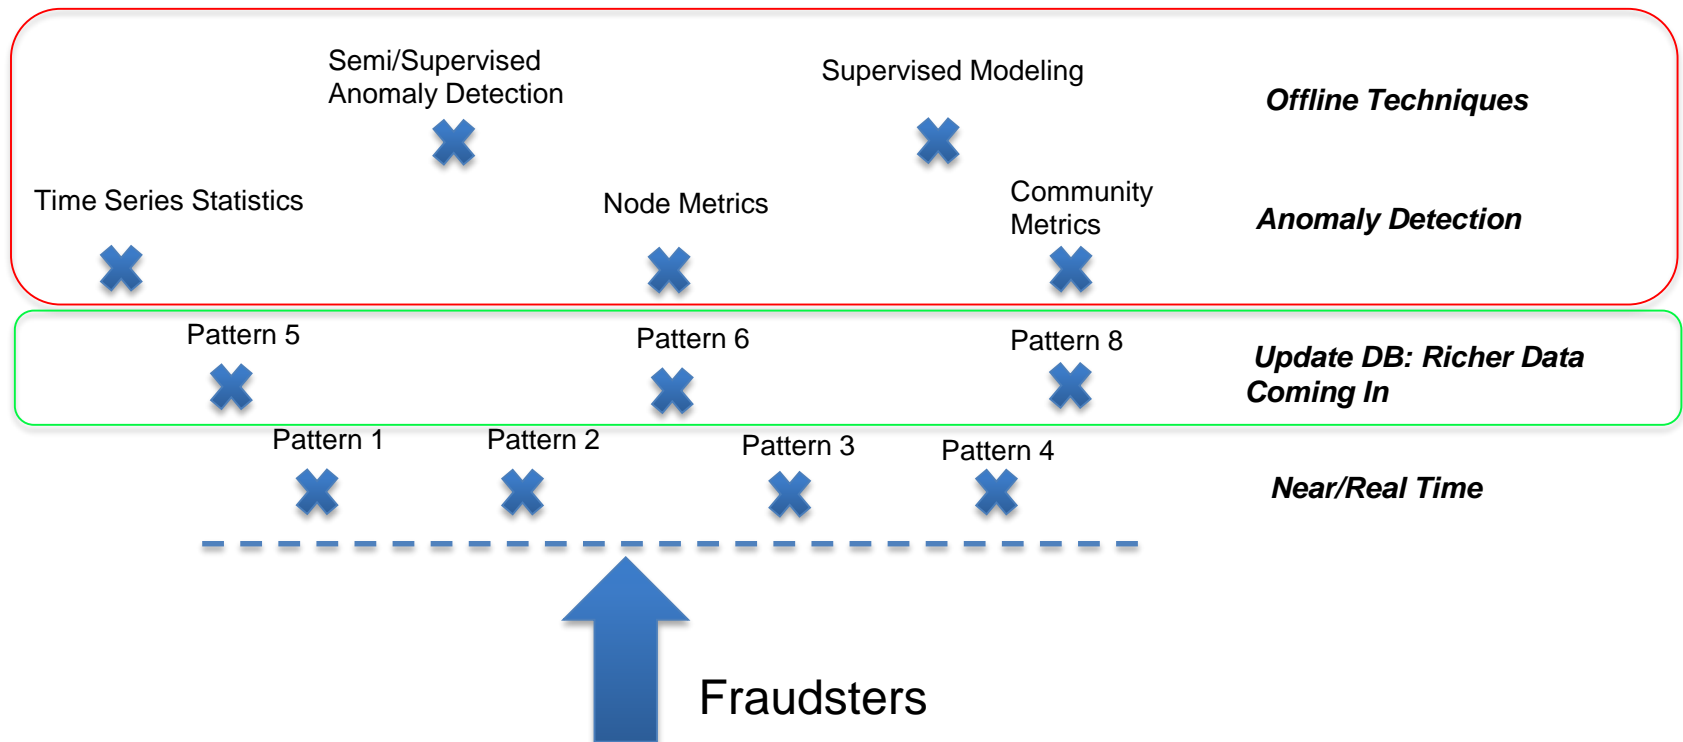 Semi/Supervised
Anomaly Detection
Supervised Modeling
Offline Techniques
Time Series Statistics
Node Metrics
Community
Metrics
Anomaly Detection
Pattern 5
Pattern 6
Pattern 8
Update DB: Richer Data
Coming In
Pattern 1
Pattern 2
Pattern 3
Pattern 4
Near/Real Time
Fraudsters